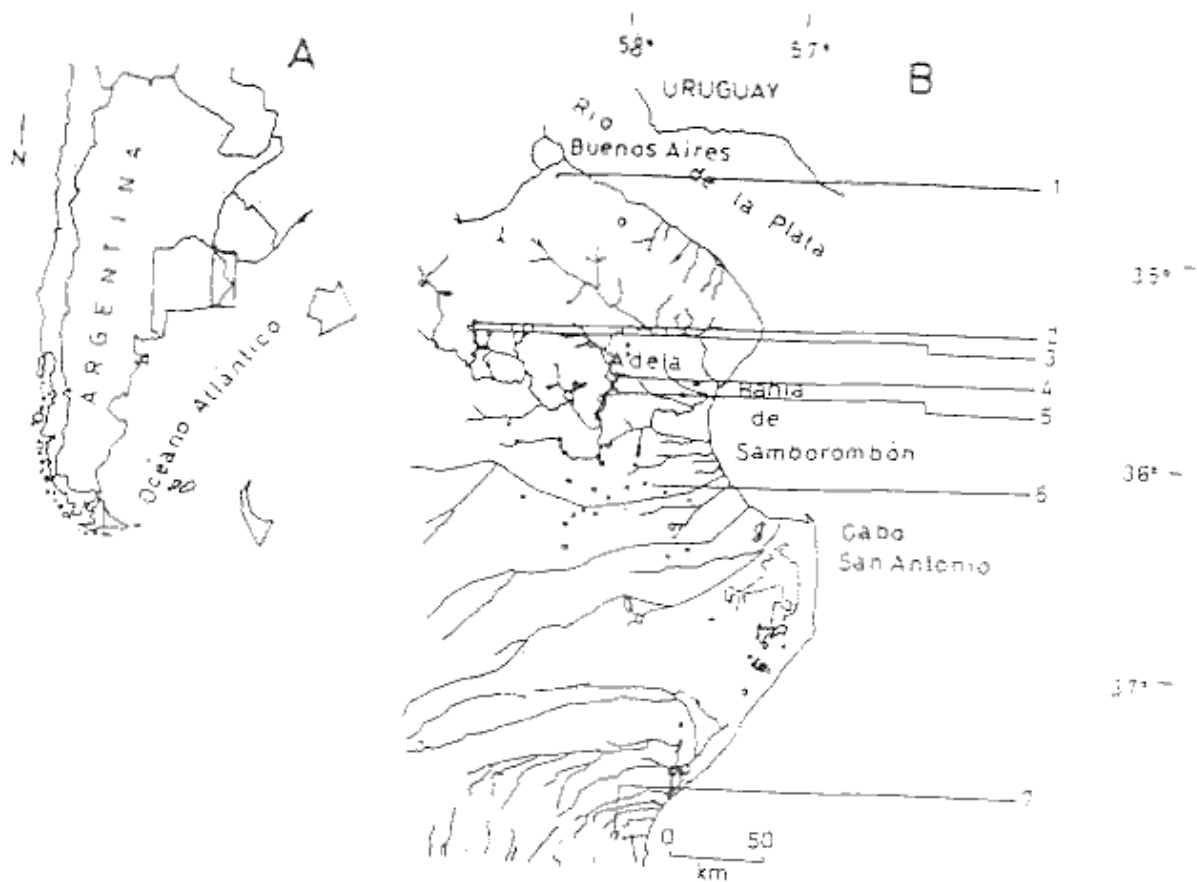 A
N
ARGENTINA
Océano Atlántico
58°
57°
B
URUGUAY
Río
de la Plata
Buenos Aires
1
35°
3
Adela
4
Bahía
de
Samborombón
5
36°
6
Cabo
San Antonio
37°
7
0 50
km